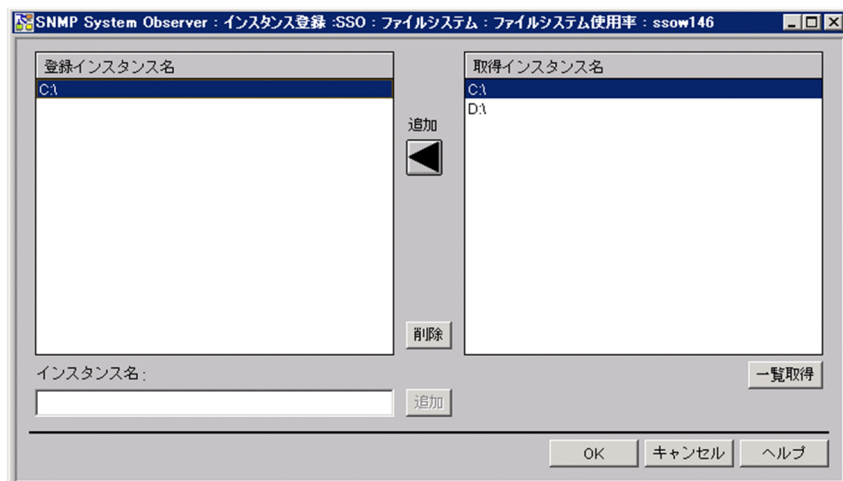 SNMP System Observer : インスタンス登録 :SSO : ファイルシステム : ファイルシステム使用率 : ssow146
登録インスタンス名
C:\
追加
削除
取得インスタンス名
C:\
D:\
一覧取得
インスタンス名:
追加
OK
キャンセル
ヘルプ